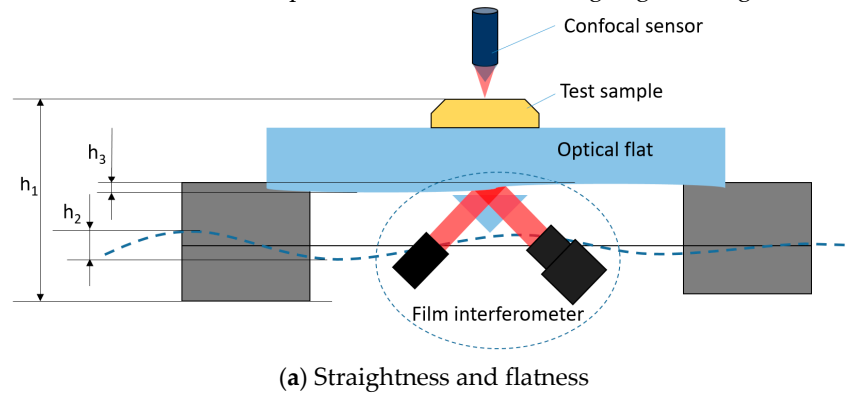 Confocal sensor
Test sample
Optical flat
h₃
h₁
h₂
Film interferometer
(a) Straightness and flatness